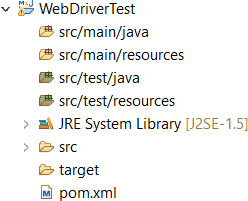 WebDriverTest
src/main/java
src/main/resources
src/test/java
src/test/resources
JRE System Library [J2SE-1.5]
src
target
pom.xml